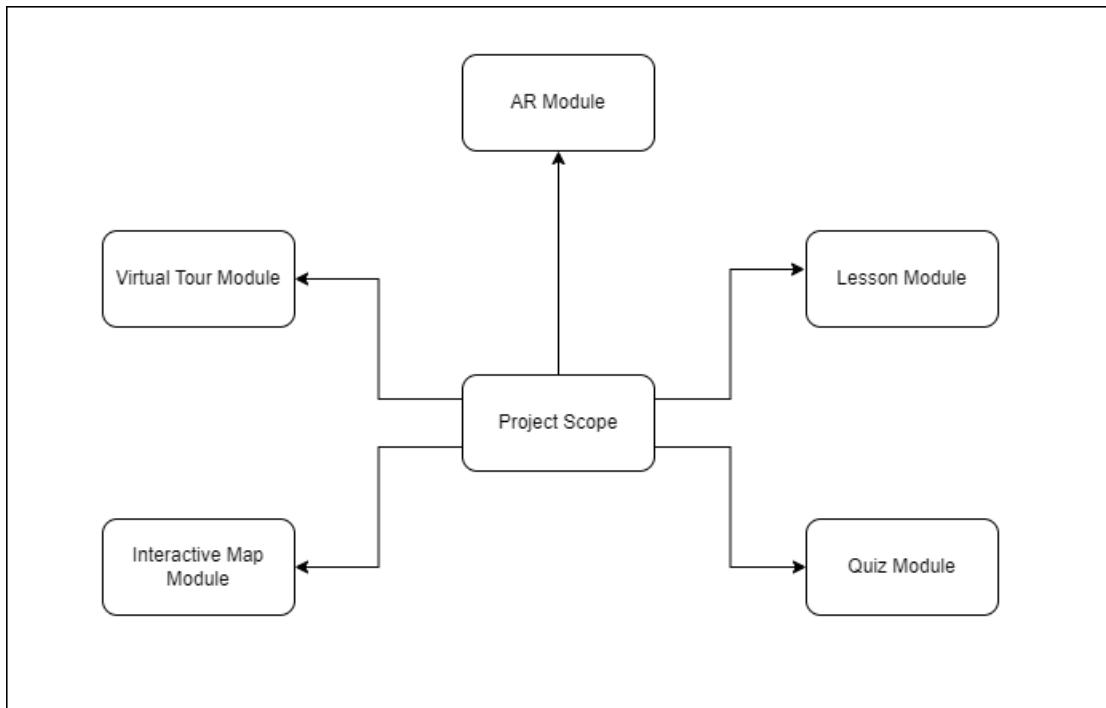 AR Module
Virtual Tour Module
Lesson Module
Project Scope
Interactive Map
Module
Quiz Module